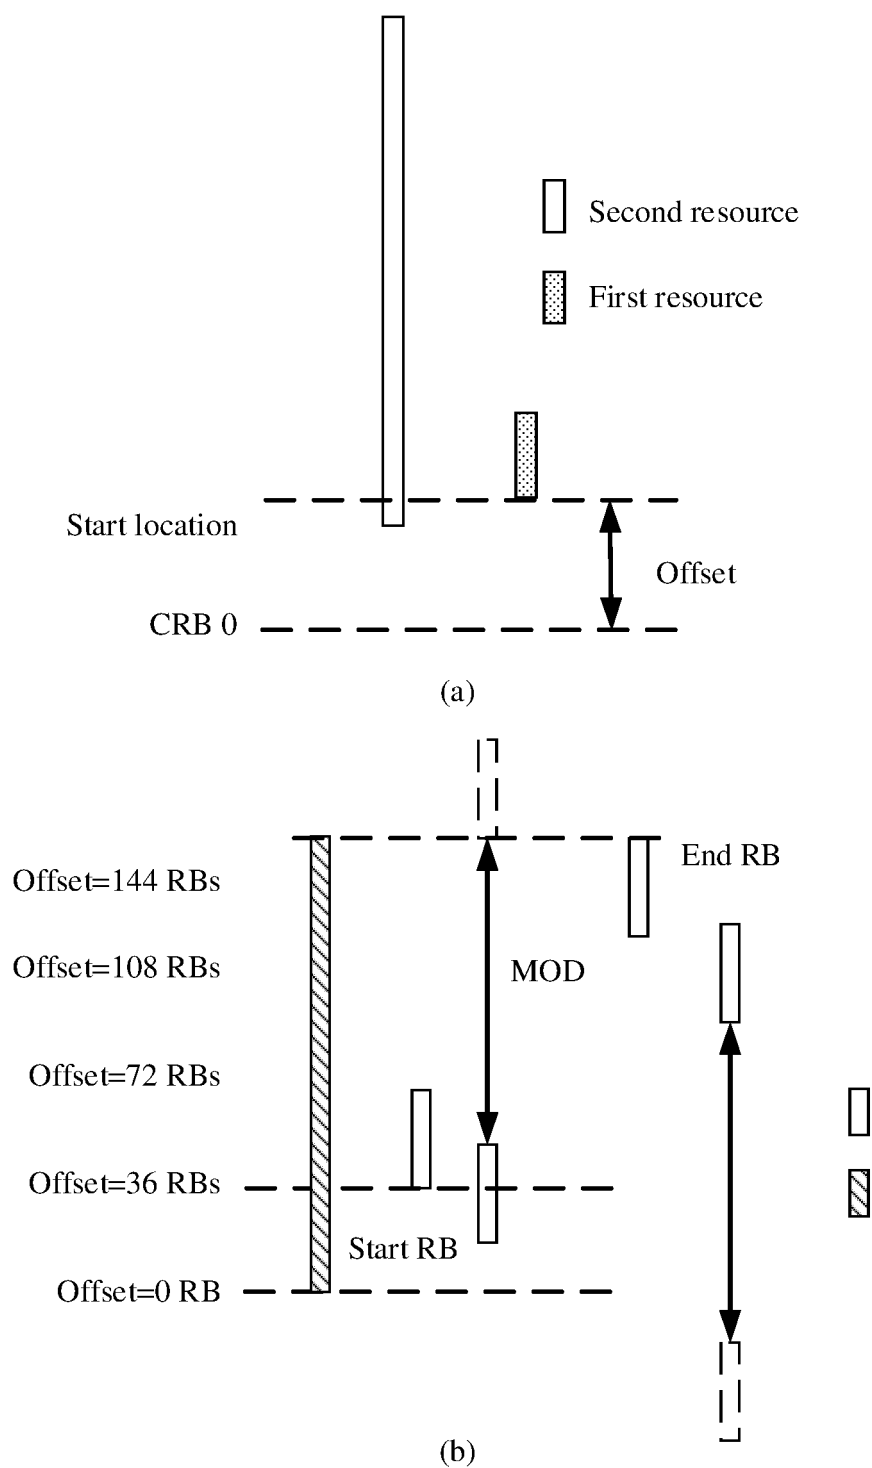 Second resource
First resource
Start location
Offset
CRB 0
(a)
End RB
Offset=144 RBs
Offset=108 RBs
MOD
Offset=72 RBs
Offset=36 RBs
Start RB
Offset=0 RB
(b)